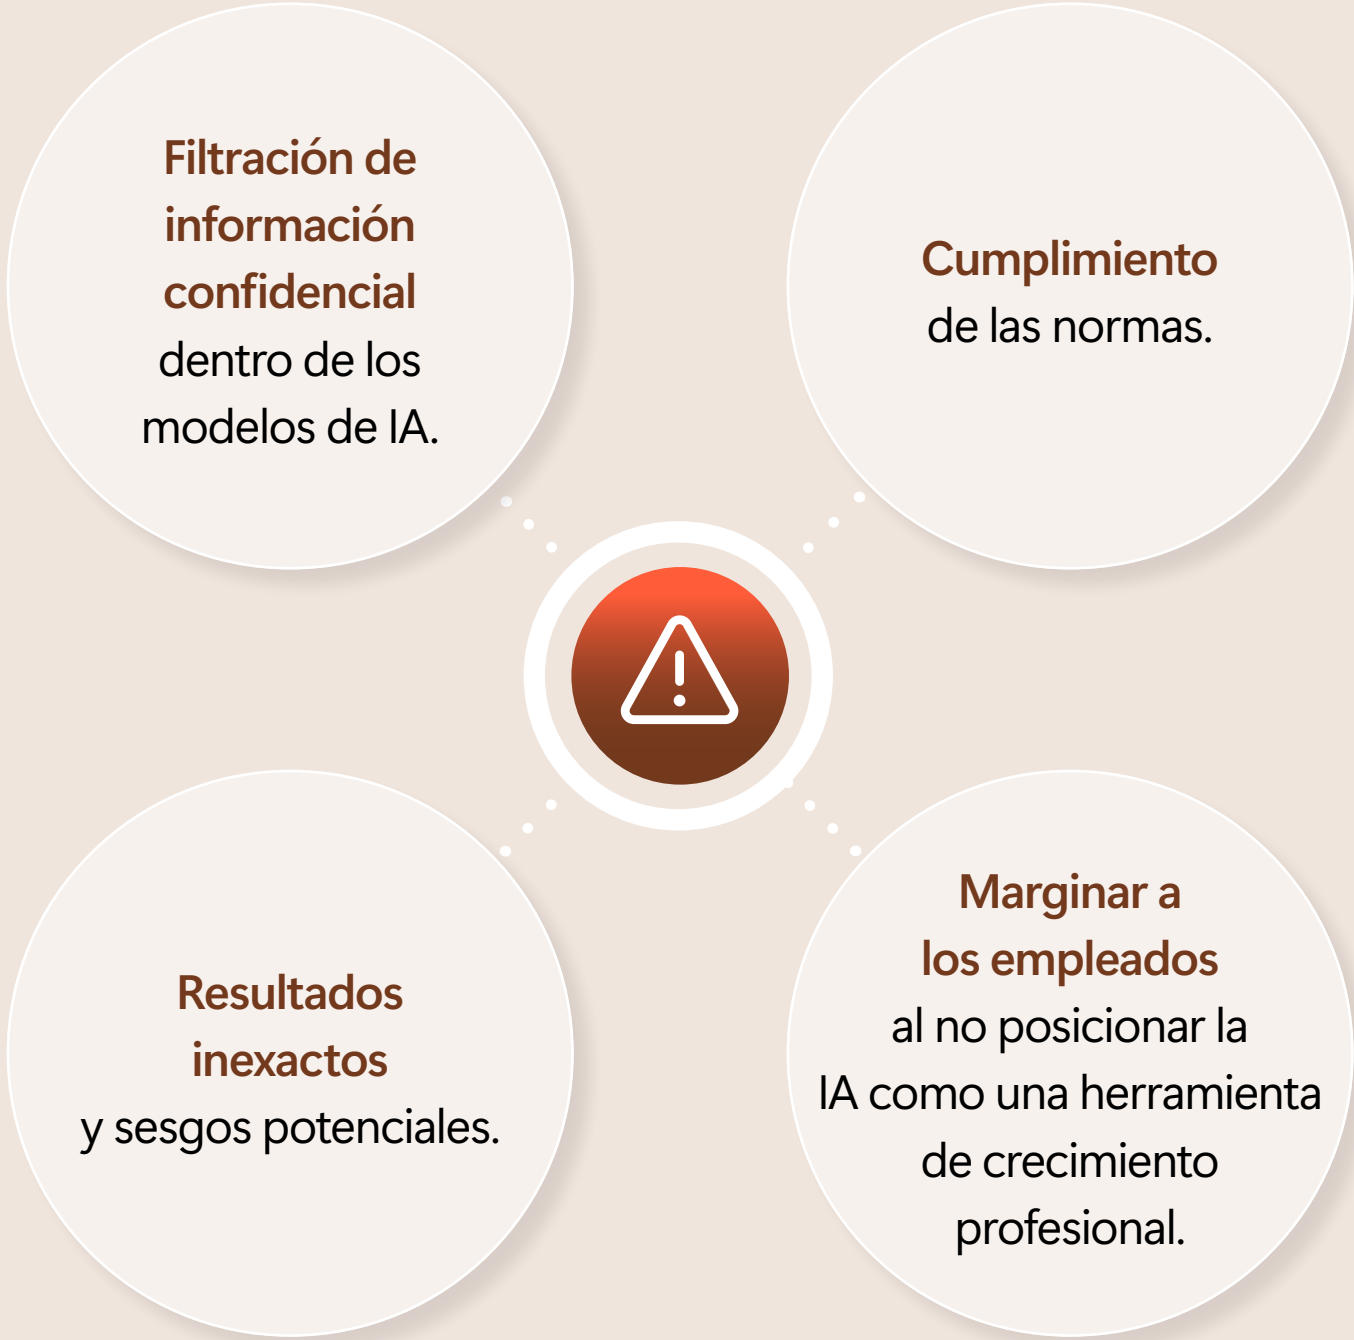 Filtración de
información
confidencial
dentro de los
modelos de IA.
Cumplimiento
de las normas.
Resultados
inexactos
y sesgos potenciales.
Marginar a
los empleados
al no posicionar la
IA como una herramienta
de crecimiento
profesional.